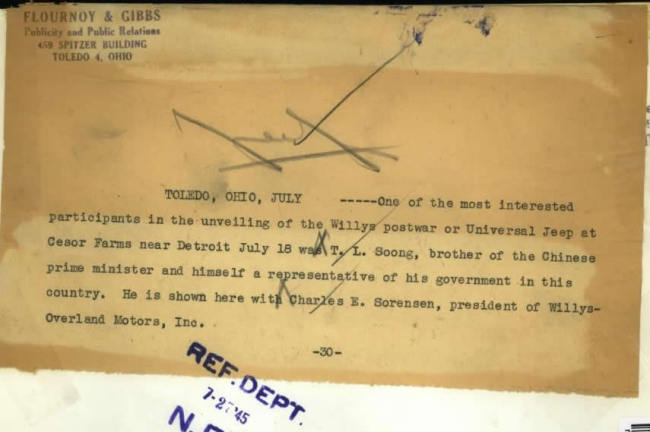 FLOURNOY & GIBBS
Publicity and Public Relations
459 SPITZER BUILDING
TOLEDO 4, OHIO
TOLEDO, OHIO, JULY -----One of the most interested
participants in the unveiling of the Willys postwar or Universal Jeep at
Cesor Farms near Detroit July 18 was T. L. Soong, brother of the Chinese
prime minister and himself a representative of his government in this
country. He is shown here with Charles E. Sorensen, president of Willys-
Overland Motors, Inc.
-30-
REF. DEPT.